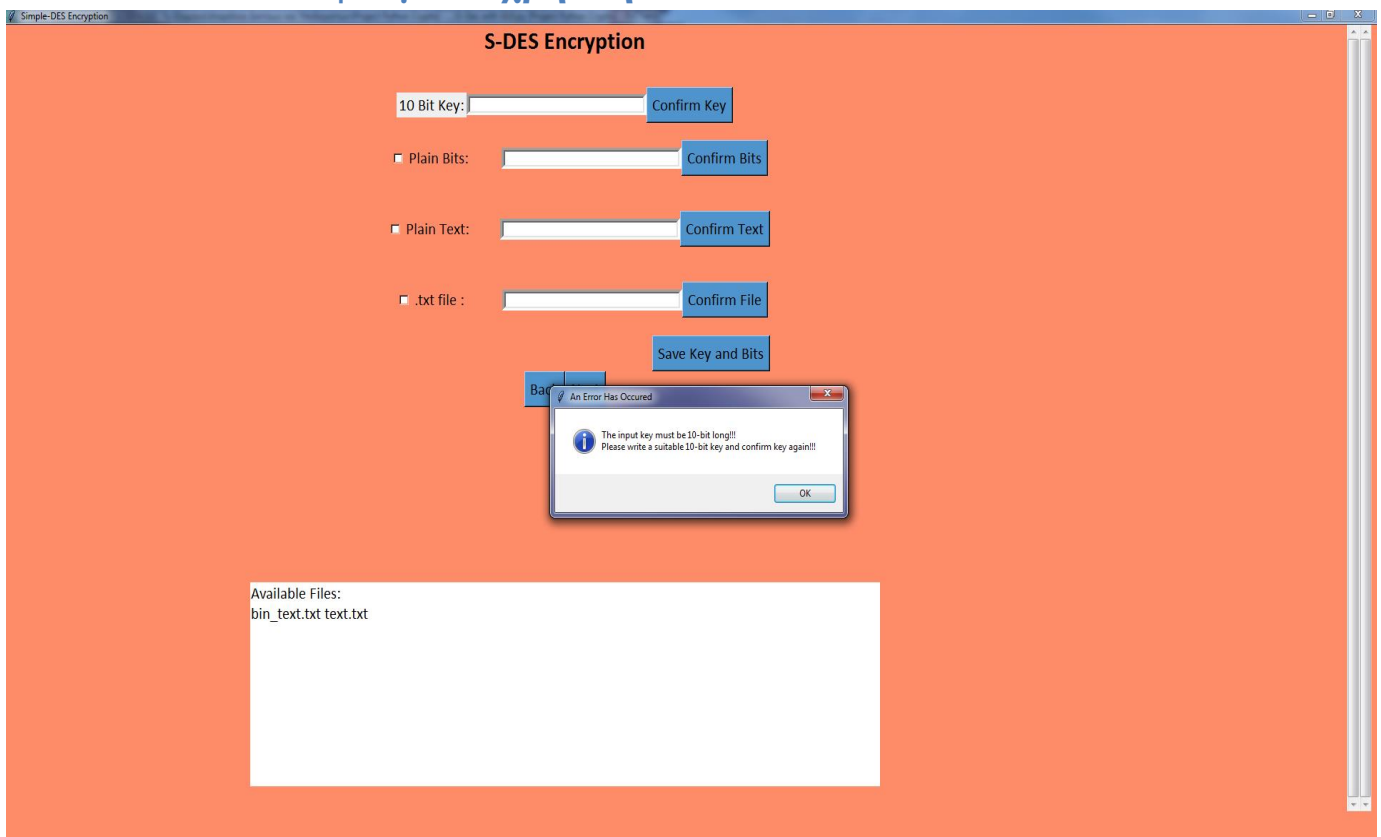 Simple-DES Encryption
S-DES Encryption
10 Bit Key:
Confirm Key
Plain Bits:
Confirm Bits
Plain Text:
Confirm Text
.txt file :
Confirm File
Save Key and Bits
An Error Has Occured
The input key must be 10-bit long!!!
Please write a suitable 10-bit key and confirm key again!!!
OK
Available Files:
bin_text.txt text.txt